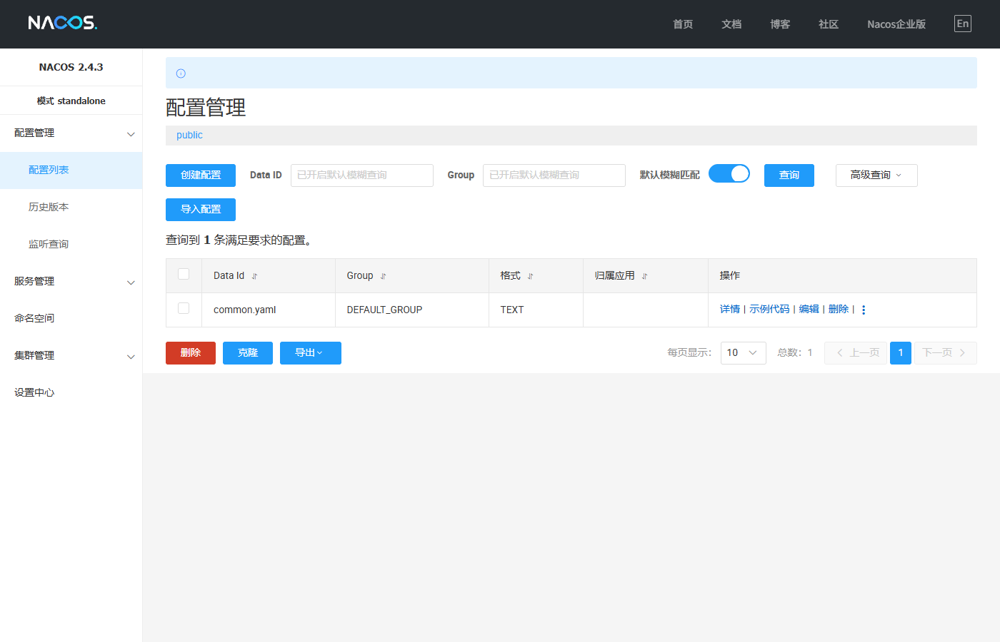 NACOS.
首页 文档 博客 社区 Nacos企业版 En
NACOS 2.4.3
模式 standalone
配置管理
配置列表
历史版本
监听查询
服务管理
命名空间
集群管理
设置中心
配置管理
public
创建配置 Data ID 已开启默认模糊查询 Group 已开启默认模糊查询 默认模糊匹配 查询 高级查询
导入配置
查询到 1 条满足要求的配置。
Data Id Group 格式 归属应用 操作
common.yaml DEFAULT_GROUP TEXT 详情 | 示例代码 | 编辑 | 删除 |
删除 克隆 导出 每页显示: 10 总数: 1 上一页 1 下一页